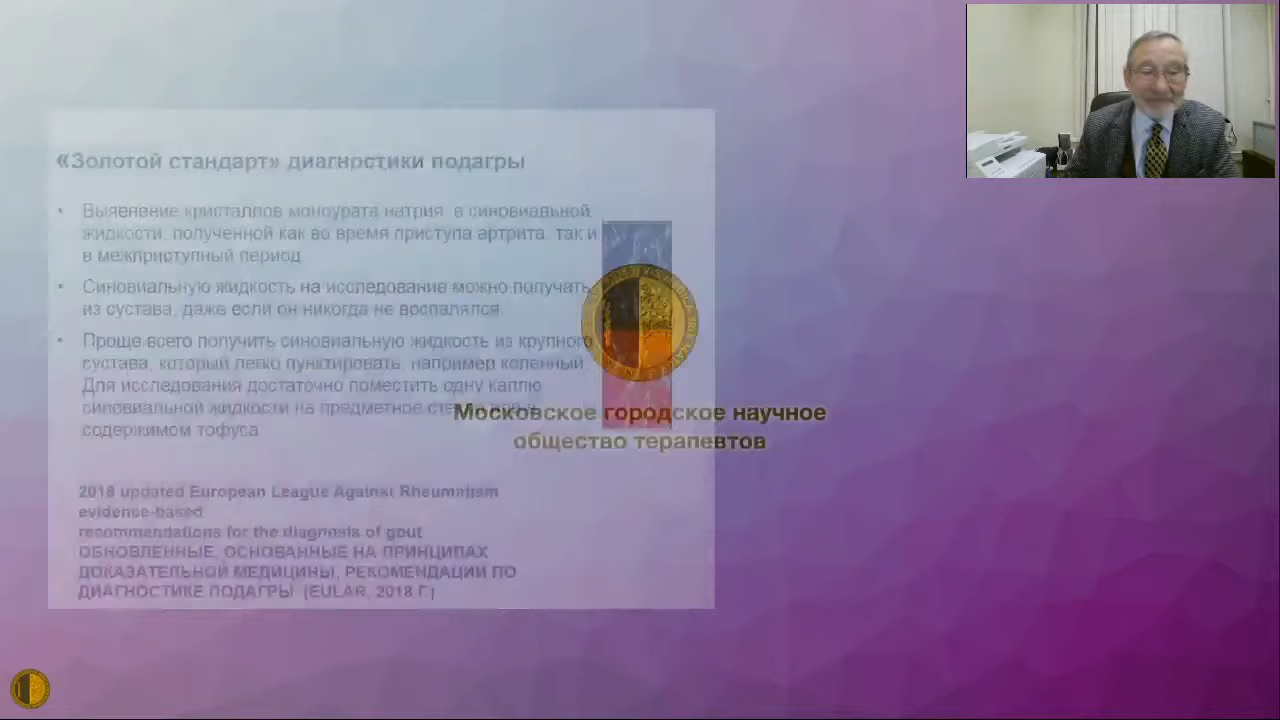 «Золотой стандарт» диагностики подагры
• Выявление кристаллов моноурата натрия в синовиальной
жидкости, полученной как во время приступа артрита, так и
в межприступный период
• Синовиальную жидкость на исследование можно получать
из сустава, даже если он никогда не воспалялся
• Проще всего получить синовиальную жидкость из крупного
сустава, который легко пунктировать, например коленный.
Для исследования достаточно поместить одну каплю
синовиальной жидкости на предметное
содержимом тофуса
Московское городское научное
общество терапевтов
2018 updated European League Against Rheumatism
evidence-based
recommendations for the diagnosis of gout
ОБНОВЛЕННЫЕ, ОСНОВАННЫЕ НА ПРИНЦИПАХ
ДОКАЗАТЕЛЬНОЙ МЕДИЦИНЫ, РЕКОМЕНДАЦИИ ПО
ДИАГНОСТИКЕ ПОДАГРЫ (EULAR, 2018 Г.)